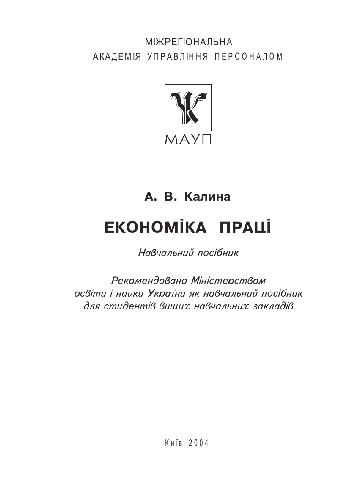 МІЖРЕГІОНАЛЬНА
АКАДЕМІЯ УПРАВЛІННЯ ПЕРСОНАЛОМ
МАУП
А. В. Калина
ЕКОНОМІКА ПРАЦІ
Навчальний посібник
Рекомендовано Міністерством
освіти і науки України як навчальний посібник
для студентів вищих навчальних закладів
Київ 2004